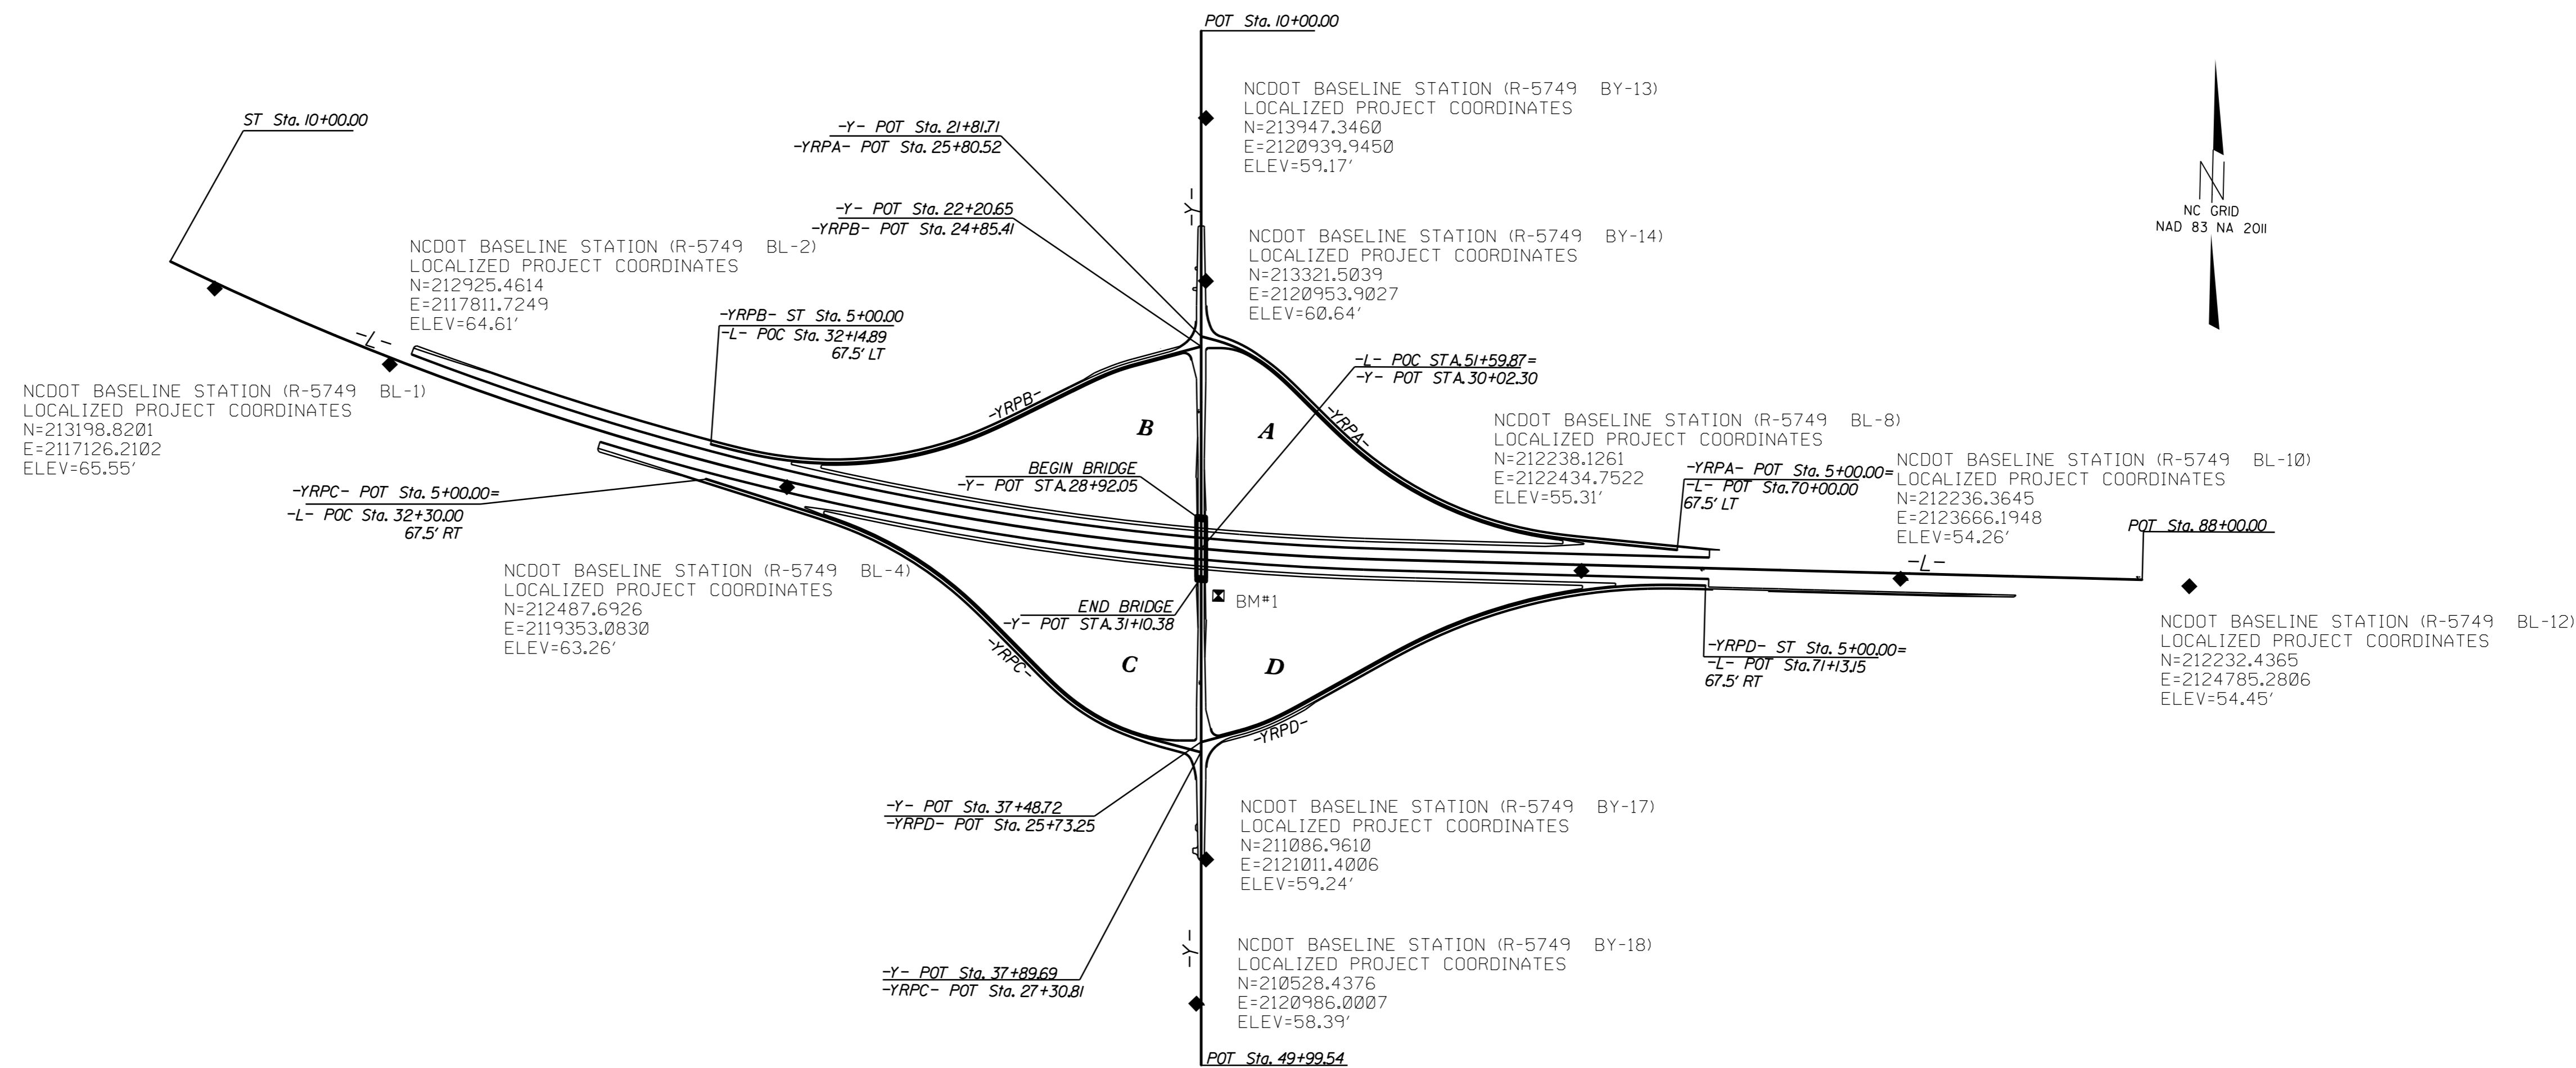 POT Sta. 10+00.00
NCDOT BASELINE STATION (R-5749 BY-13)
LOCALIZED PROJECT COORDINATES
N=213947.3460
E=2120939.9450
ELEV=59.17'
ST Sta. 10+00.00
-Y- POT Sta. 21+81.71
-YRPA- POT Sta. 25+80.52
-Y-
NC GRID
NAD 83 NA 2011
-Y- POT Sta. 22+20.65
-YRPB- POT Sta. 24+85.41
NCDOT BASELINE STATION (R-5749 BY-14)
LOCALIZED PROJECT COORDINATES
N=213321.5039
E=2120953.9027
ELEV=60.64'
NCDOT BASELINE STATION (R-5749 BL-2)
LOCALIZED PROJECT COORDINATES
N=212925.4614
E=2117811.7249
ELEV=64.61'
-L-
-YRPB- ST Sta. 5+00.00
-L- POC Sta. 32+14.89
67.5' LT
-L- POC STA. 51+59.87=
-Y- POT STA. 30+02.30
NCDOT BASELINE STATION (R-5749 BL-1)
LOCALIZED PROJECT COORDINATES
N=213198.8201
E=2117126.2102
ELEV=65.55'
-YRPB-
B
A
-YRPA-
NCDOT BASELINE STATION (R-5749 BL-8)
LOCALIZED PROJECT COORDINATES
N=212238.1261
E=2122434.7522
ELEV=55.31'
-YRPA- POT Sta. 5+00.00=
-L- POT Sta. 70+00.00
67.5' LT
NCDOT BASELINE STATION (R-5749 BL-10)
LOCALIZED PROJECT COORDINATES
N=212236.3645
E=2123666.1948
ELEV=54.26'
POT Sta. 88+00.00
BEGIN BRIDGE
-Y- POT STA. 28+92.05
-YRPC- POT Sta. 5+00.00=
-L- POC Sta. 32+30.00
67.5' RT
-L-
NCDOT BASELINE STATION (R-5749 BL-4)
LOCALIZED PROJECT COORDINATES
N=212487.6926
E=2119353.0830
ELEV=63.26'
END BRIDGE
-Y- POT STA. 31+10.38
BM#1
NCDOT BASELINE STATION (R-5749 BL-12)
LOCALIZED PROJECT COORDINATES
N=212232.4365
E=2124785.2806
ELEV=54.45'
-YRPC-
C
D
-YRPD- ST Sta. 5+00.00=
-L- POT Sta. 71+13.15
67.5' RT
-YRPD-
-Y- POT Sta. 37+48.72
-YRPD- POT Sta. 25+73.25
NCDOT BASELINE STATION (R-5749 BY-17)
LOCALIZED PROJECT COORDINATES
N=211086.9610
E=2121011.4006
ELEV=59.24'
-Y-
-Y- POT Sta. 37+89.69
-YRPC- POT Sta. 27+30.81
NCDOT BASELINE STATION (R-5749 BY-18)
LOCALIZED PROJECT COORDINATES
N=210528.4376
E=2120986.0007
ELEV=58.39'
POT Sta. 49+99.54